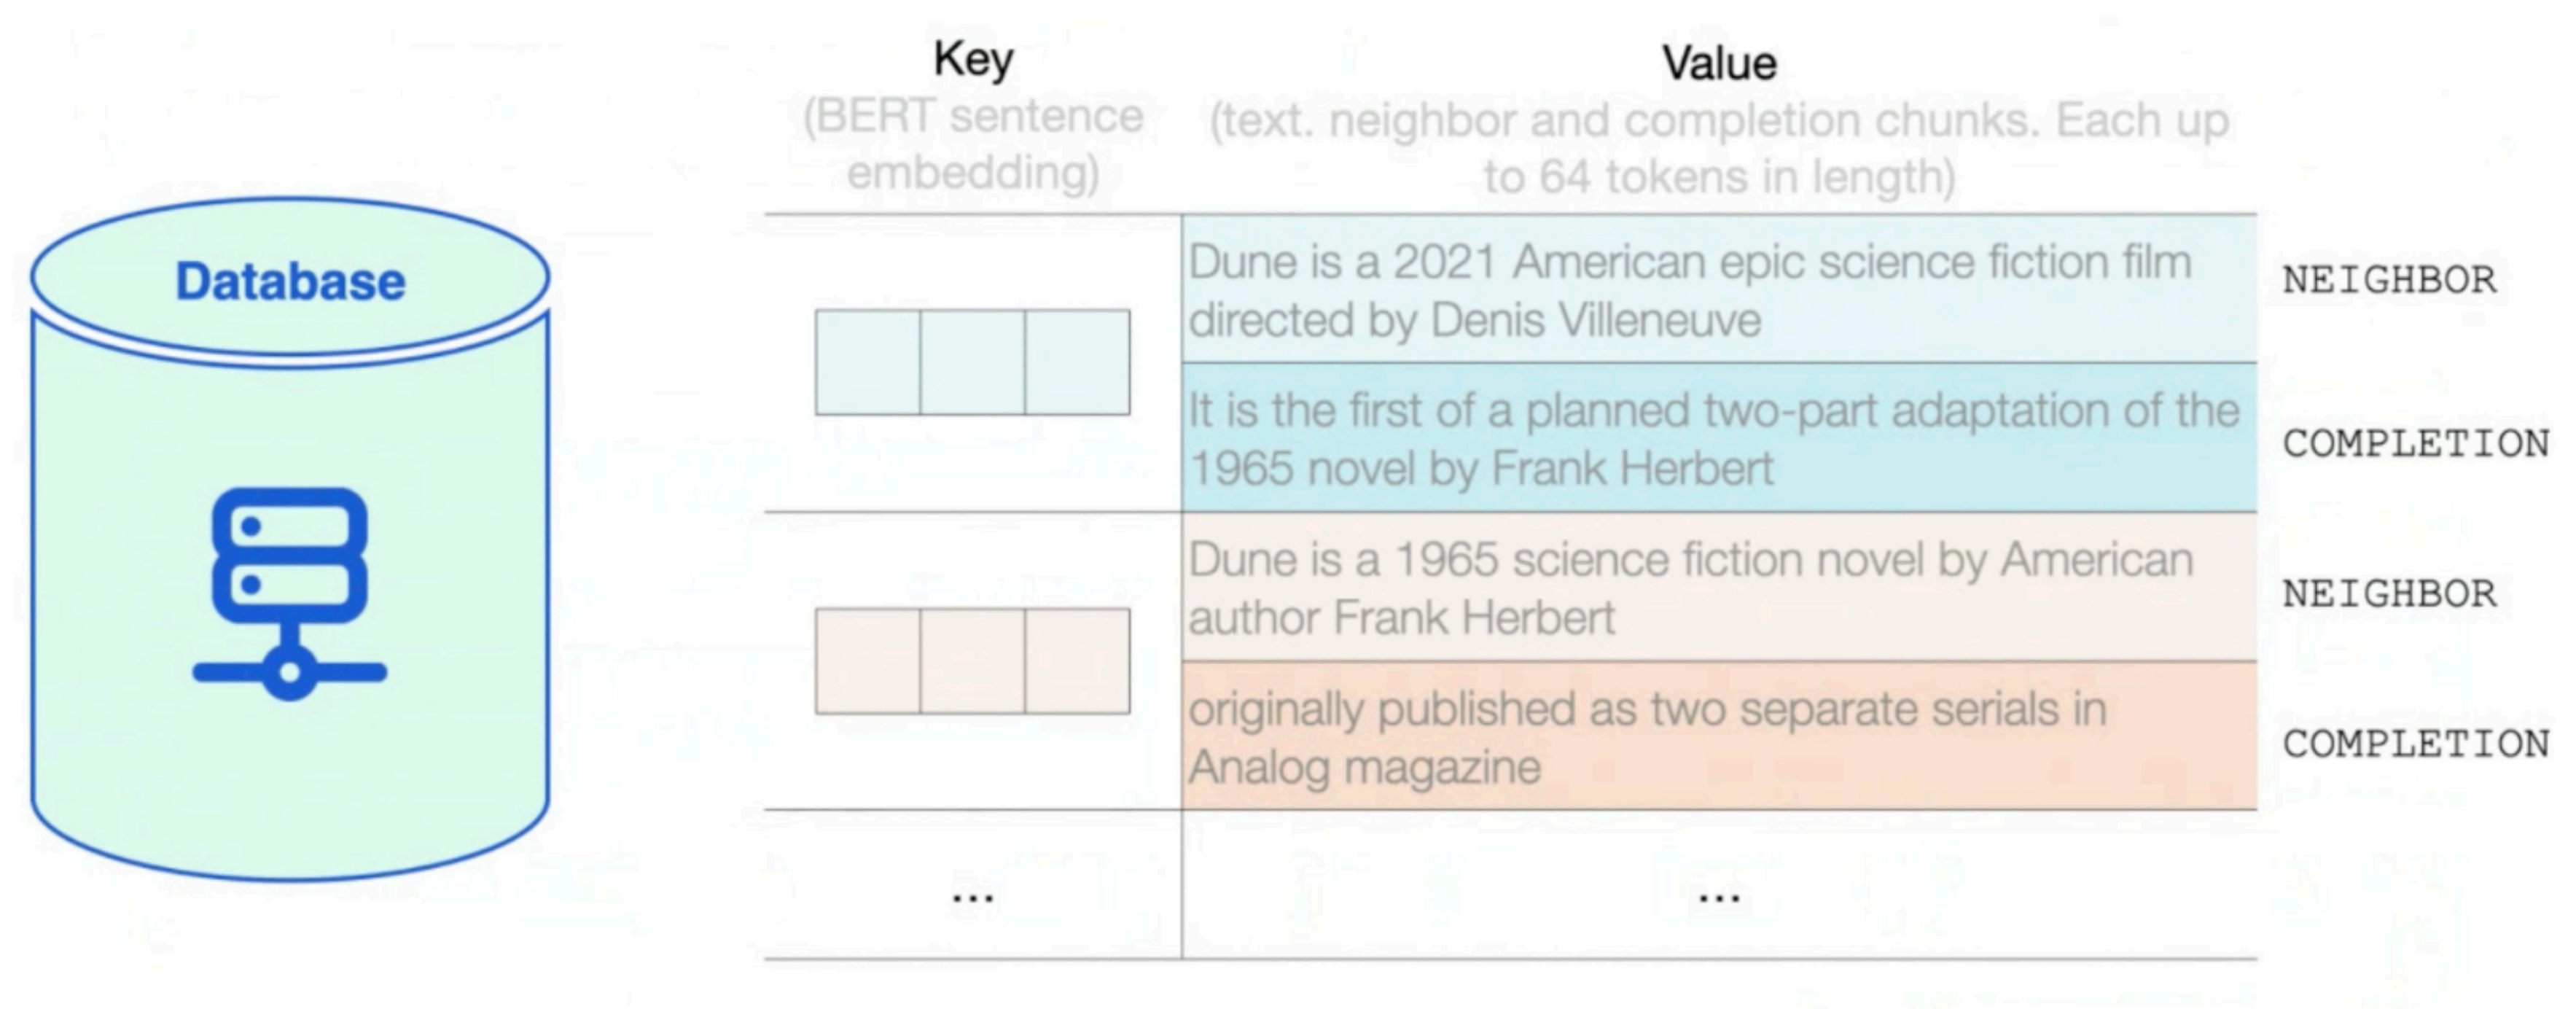 Database
Key
(BERT sentence
embedding)
Value
(text. neighbor and completion chunks. Each up
to 64 tokens in length)
Dune is a 2021 American epic science fiction film
directed by Denis Villeneuve
NEIGHBOR
It is the first of a planned two-part adaptation of the
1965 novel by Frank Herbert
COMPLETION
Dune is a 1965 science fiction novel by American
author Frank Herbert
NEIGHBOR
originally published as two separate serials in
Analog magazine
COMPLETION
...
...